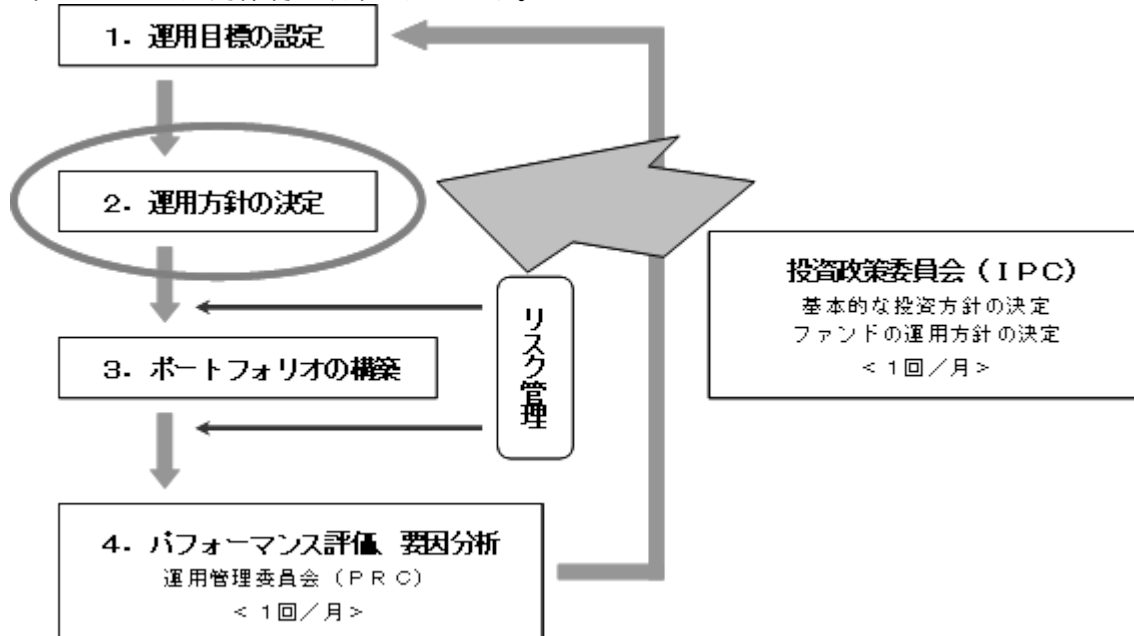 1．運用目標の設定
2．運用方針の決定
投資政策委員会（ＩＰＣ）
基本的な投資方針の決定
ファンドの運用方針の決定
＜１回／月＞
リスク管理
3．ポートフォリオの構築
4．パフォーマンス評価、要因分析
運用管理委員会（ＰＲＣ）
＜１回／月＞